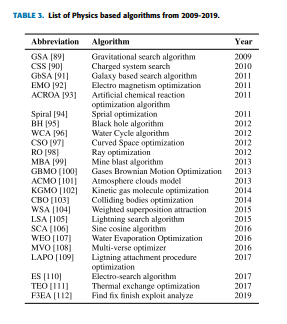 TABLE 3. List of Physics based algorithms from 2009-2019.
Abbreviation Algorithm Year
GSA [89] Gravitational search algorithm 2009
CSS [90] Charged system search 2010
GbSA [91] Galaxy based search algorithm 2011
EMO [92] Electro magnetism optimization 2011
ACROA [93] Artificial chemical reaction 2011
optimization algorithm
Spiral [94] Sprial optimization 2011
BH [95] Black hole algorithm 2012
WCA [96] Water Cycle algorithm 2012
CSO [97] Curved Space optimization 2012
RO [98] Ray optimization 2012
MBA [99] Mine blast algorithm 2013
GBMO [100] Gases Brownian Motion Optimization 2013
ACMO [101] Atmosphere clouds model 2013
KGMO [102] Kinetic gas molecule optimization 2014
CBO [103] Colliding bodies optimization 2014
WSA [104] Weighted superposition attraction 2015
LSA [105] Lightning search algorithm 2015
SCA [106] Sine cosine algorithm 2016
WEO [107] Water Evaporation Optimization 2016
MVO [108] Multi-verse optimizer 2016
LAPO [109] Ligtning attachment procedure 2017
optimization
ES [110] Electro-search algorithm 2017
TEO [111] Thermal exchange optimization 2017
F3EA [112] Find fix finish exploit analyze 2019